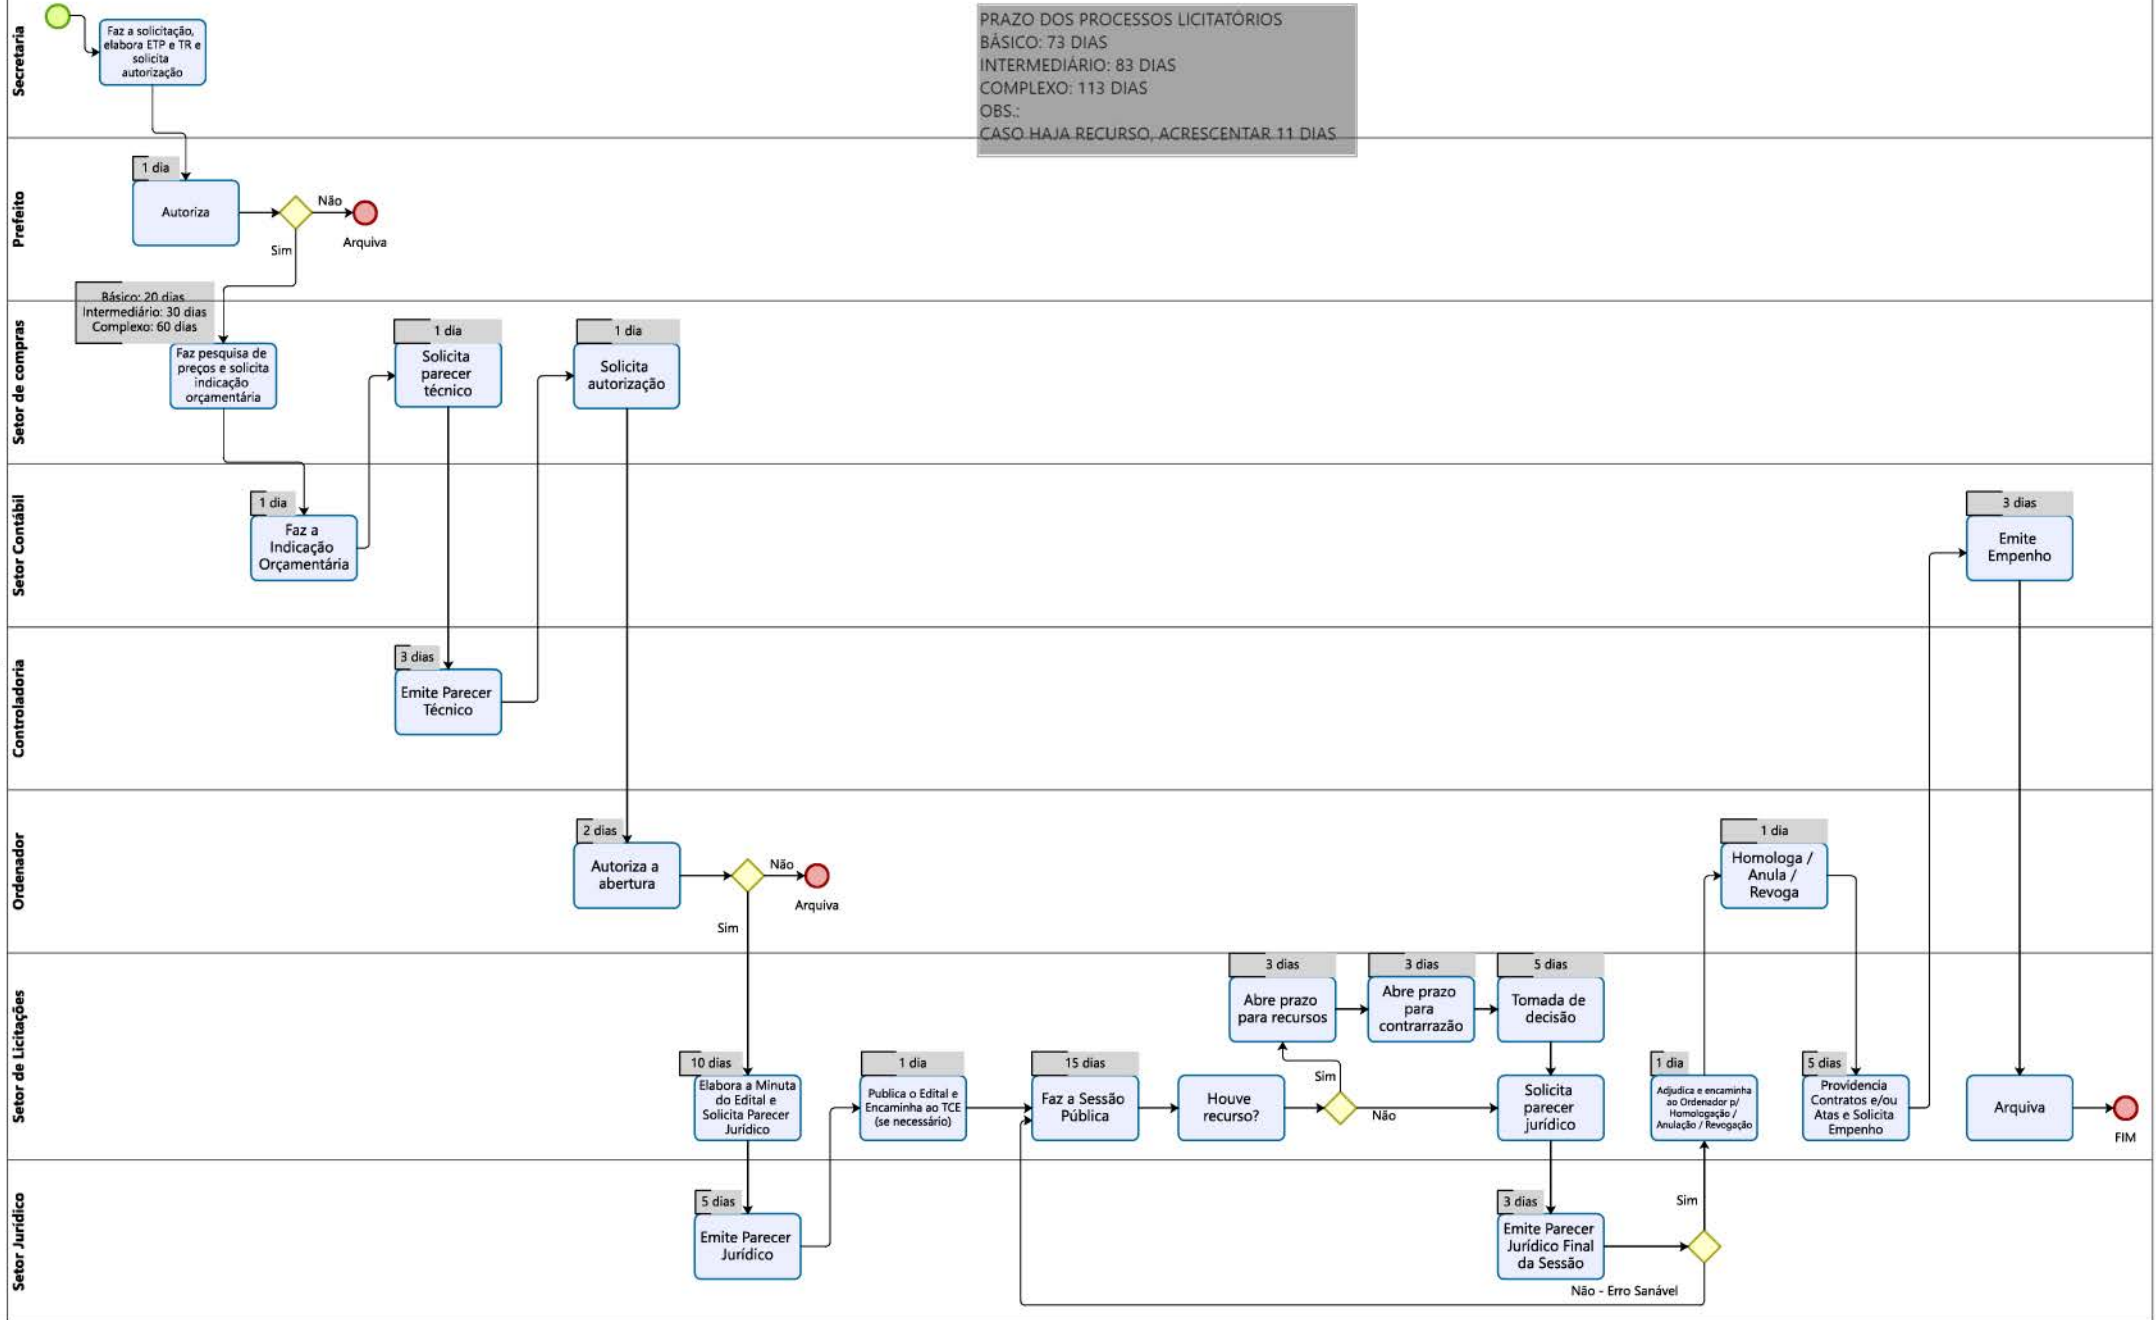 Secretaria
Faz a solicitação,
elabora ETP e TR e
solicita
autorização
PRAZO DOS PROCESSOS LICITATÓRIOS
BÁSICO: 73 DIAS
INTERMEDIÁRIO: 83 DIAS
COMPLEXO: 113 DIAS
OBS.:
CASO HAJA RECURSO, ACRESCENTAR 11 DIAS
Prefeito
1 dia
Autoriza
Não
Arquiva
Sim
Básico: 20 dias
Intermediário: 30 dias
Complexo: 60 dias
Setor de compras
Faz pesquisa de
preços e solicita
indicação
orçamentária
1 dia
Solicita
parecer
técnico
1 dia
Solicita
autorização
Setor Contábil
1 dia
Faz a
Indicação
Orçamentária
3 dias
Emite
Empenho
Controladoria
3 dias
Emite Parecer
Técnico
Ordenador
2 dias
Autoriza a
abertura
Não
Arquiva
Sim
1 dia
Homologa /
Anula /
Revoga
Setor de Licitações
10 dias
Elabora a Minuta
do Edital e
Solicita Parecer
Jurídico
1 dia
Publica o Edital e
Encaminha ao TCE
(se necessário)
15 dias
Faz a Sessão
Pública
Houve
recurso?
Sim
Não
3 dias
Abre prazo
para recursos
3 dias
Abre prazo
para
contrarrazão
5 dias
Tomada de
decisão
Solicita
parecer
jurídico
1 dia
Adjudica e encaminha
ao Ordenador p/
Homologação /
Anulação / Revogação
5 dias
Providencia
Contratos e/ou
Atas e Solicita
Empenho
Arquiva
FIM
Setor Jurídico
5 dias
Emite Parecer
Jurídico
3 dias
Emite Parecer
Jurídico Final
da Sessão
Sim
Não - Erro Sanável